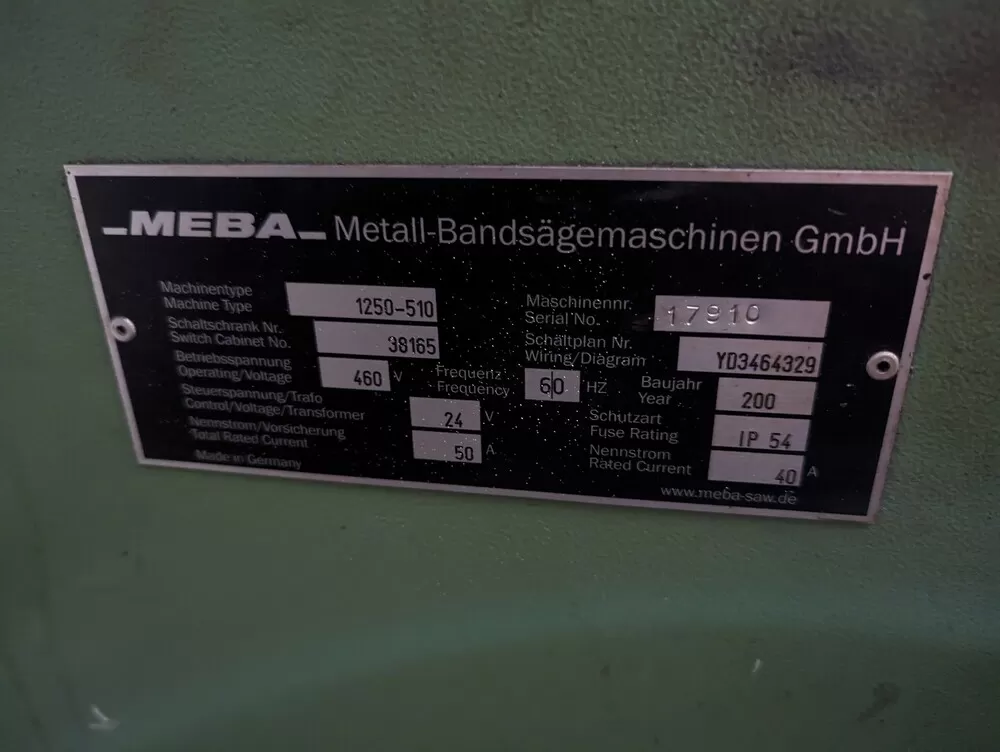 MEBA Metall-Bandsägemaschinen GmbH
Machinentype
Machine Type 1250-510
Maschinennr.
Serial No. 17910
Schaltschrank Nr.
Switch Cabinet No. 38165
Schältplan Nr.
Wiring/Diagram YD3464329
Betriebsspannung
Operating/Voltage 460 V
Frequenz
Frequency 60 HZ
Baujahr
Year 200
Steuerspannung/Trafo
Control/Voltage/Transformer 24 V
Schutzart
Fuse Rating IP 54
Nennstrom/Vorsicherung
Total Rated Current 50 A
Nennstrom
Rated Current 40 A
Made in Germany
www.meba-saw.de